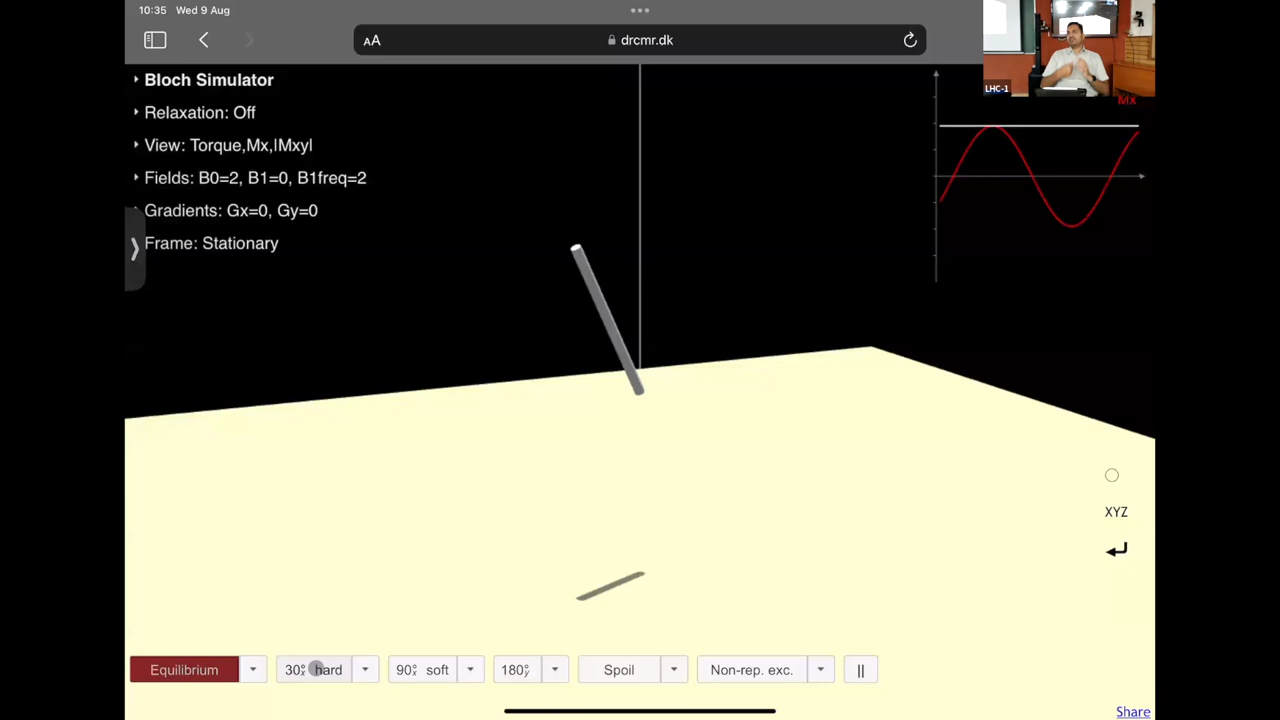 10:35 Wed 9 Aug
AA drcmr.dk
LHC-1
Mx
Bloch Simulator
Relaxation: Off
View: Torque,Mx,|Mxy|
Fields: B0=2, B1=0, B1freq=2
Gradients: Gx=0, Gy=0
Frame: Stationary
XYZ
Equilibrium 30°x hard 90°x soft 180°y Spoil Non-rep. exc. ||
Share